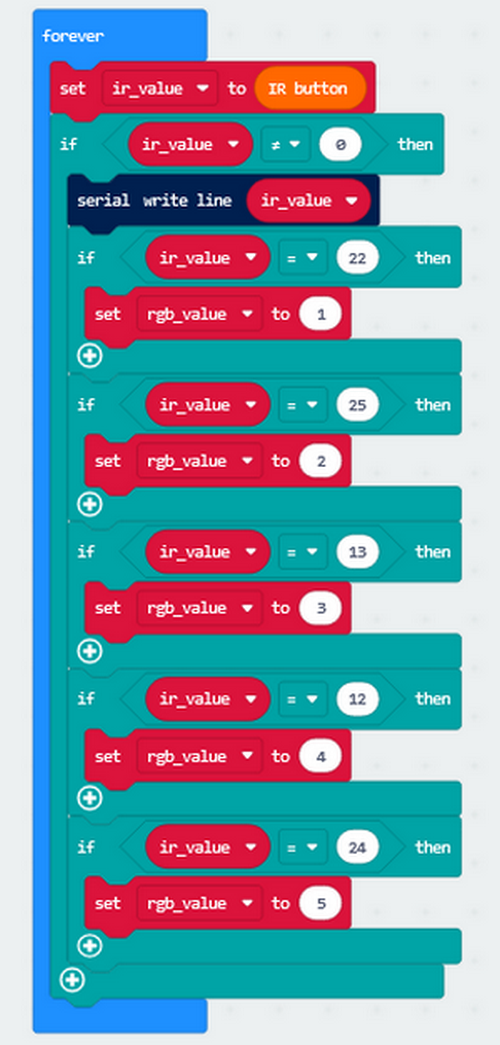 forever
set ir_value to IR button
if ir_value ≠ 0 then
serial write line ir_value
if ir_value = 22 then
set rgb_value to 1
if ir_value = 25 then
set rgb_value to 2
if ir_value = 13 then
set rgb_value to 3
if ir_value = 12 then
set rgb_value to 4
if ir_value = 24 then
set rgb_value to 5